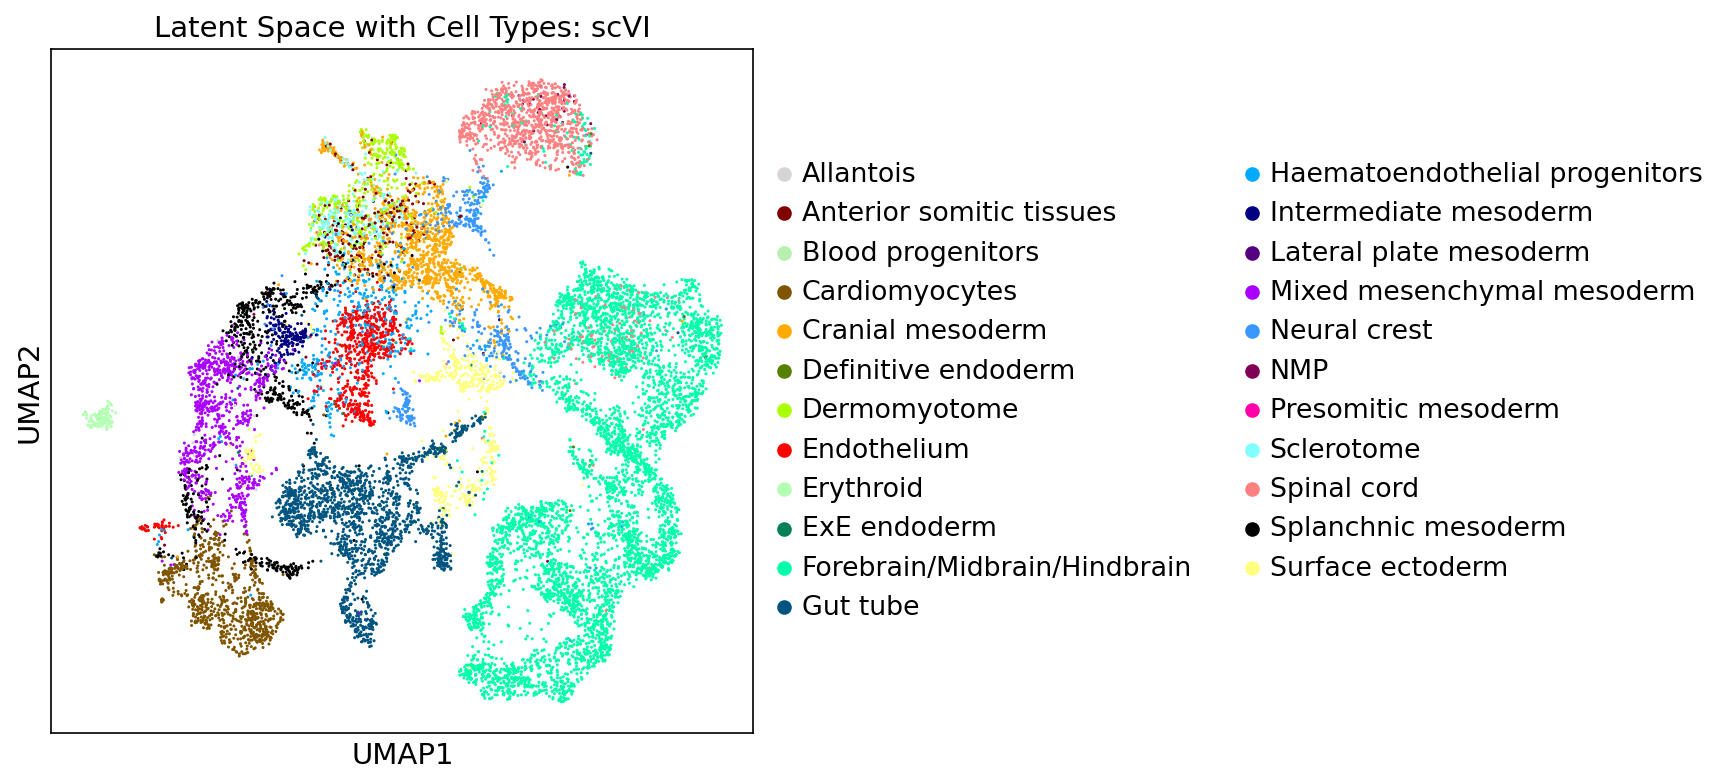 Latent Space with Cell Types: scVI
UMAP2
UMAP1
Allantois
Anterior somitic tissues
Blood progenitors
Cardiomyocytes
Cranial mesoderm
Definitive endoderm
Dermomyotome
Endothelium
Erythroid
ExE endoderm
Forebrain/Midbrain/Hindbrain
Gut tube
Haematoendothelial progenitors
Intermediate mesoderm
Lateral plate mesoderm
Mixed mesenchymal mesoderm
Neural crest
NMP
Presomitic mesoderm
Sclerotome
Spinal cord
Splanchnic mesoderm
Surface ectoderm